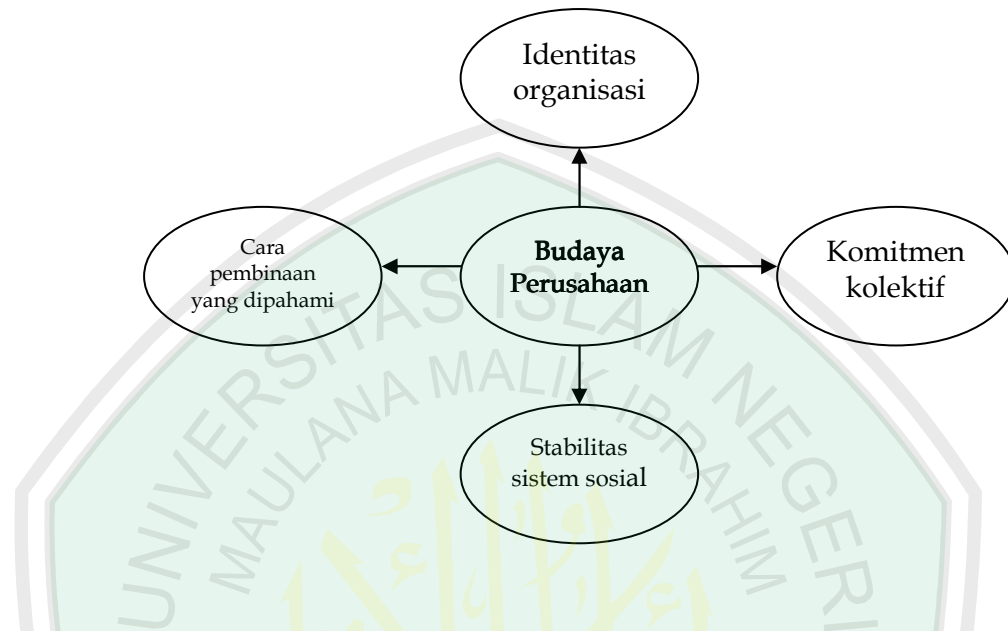 Identitas
organisasi
Cara
pembinaan
yang dipahami
Budaya
Perusahaan
Komitmen
kolektif
Stabilitas
sistem sosial
UNIVERSITAS ISLAM NEGERI
MAULANA MALIK IBRAHIM